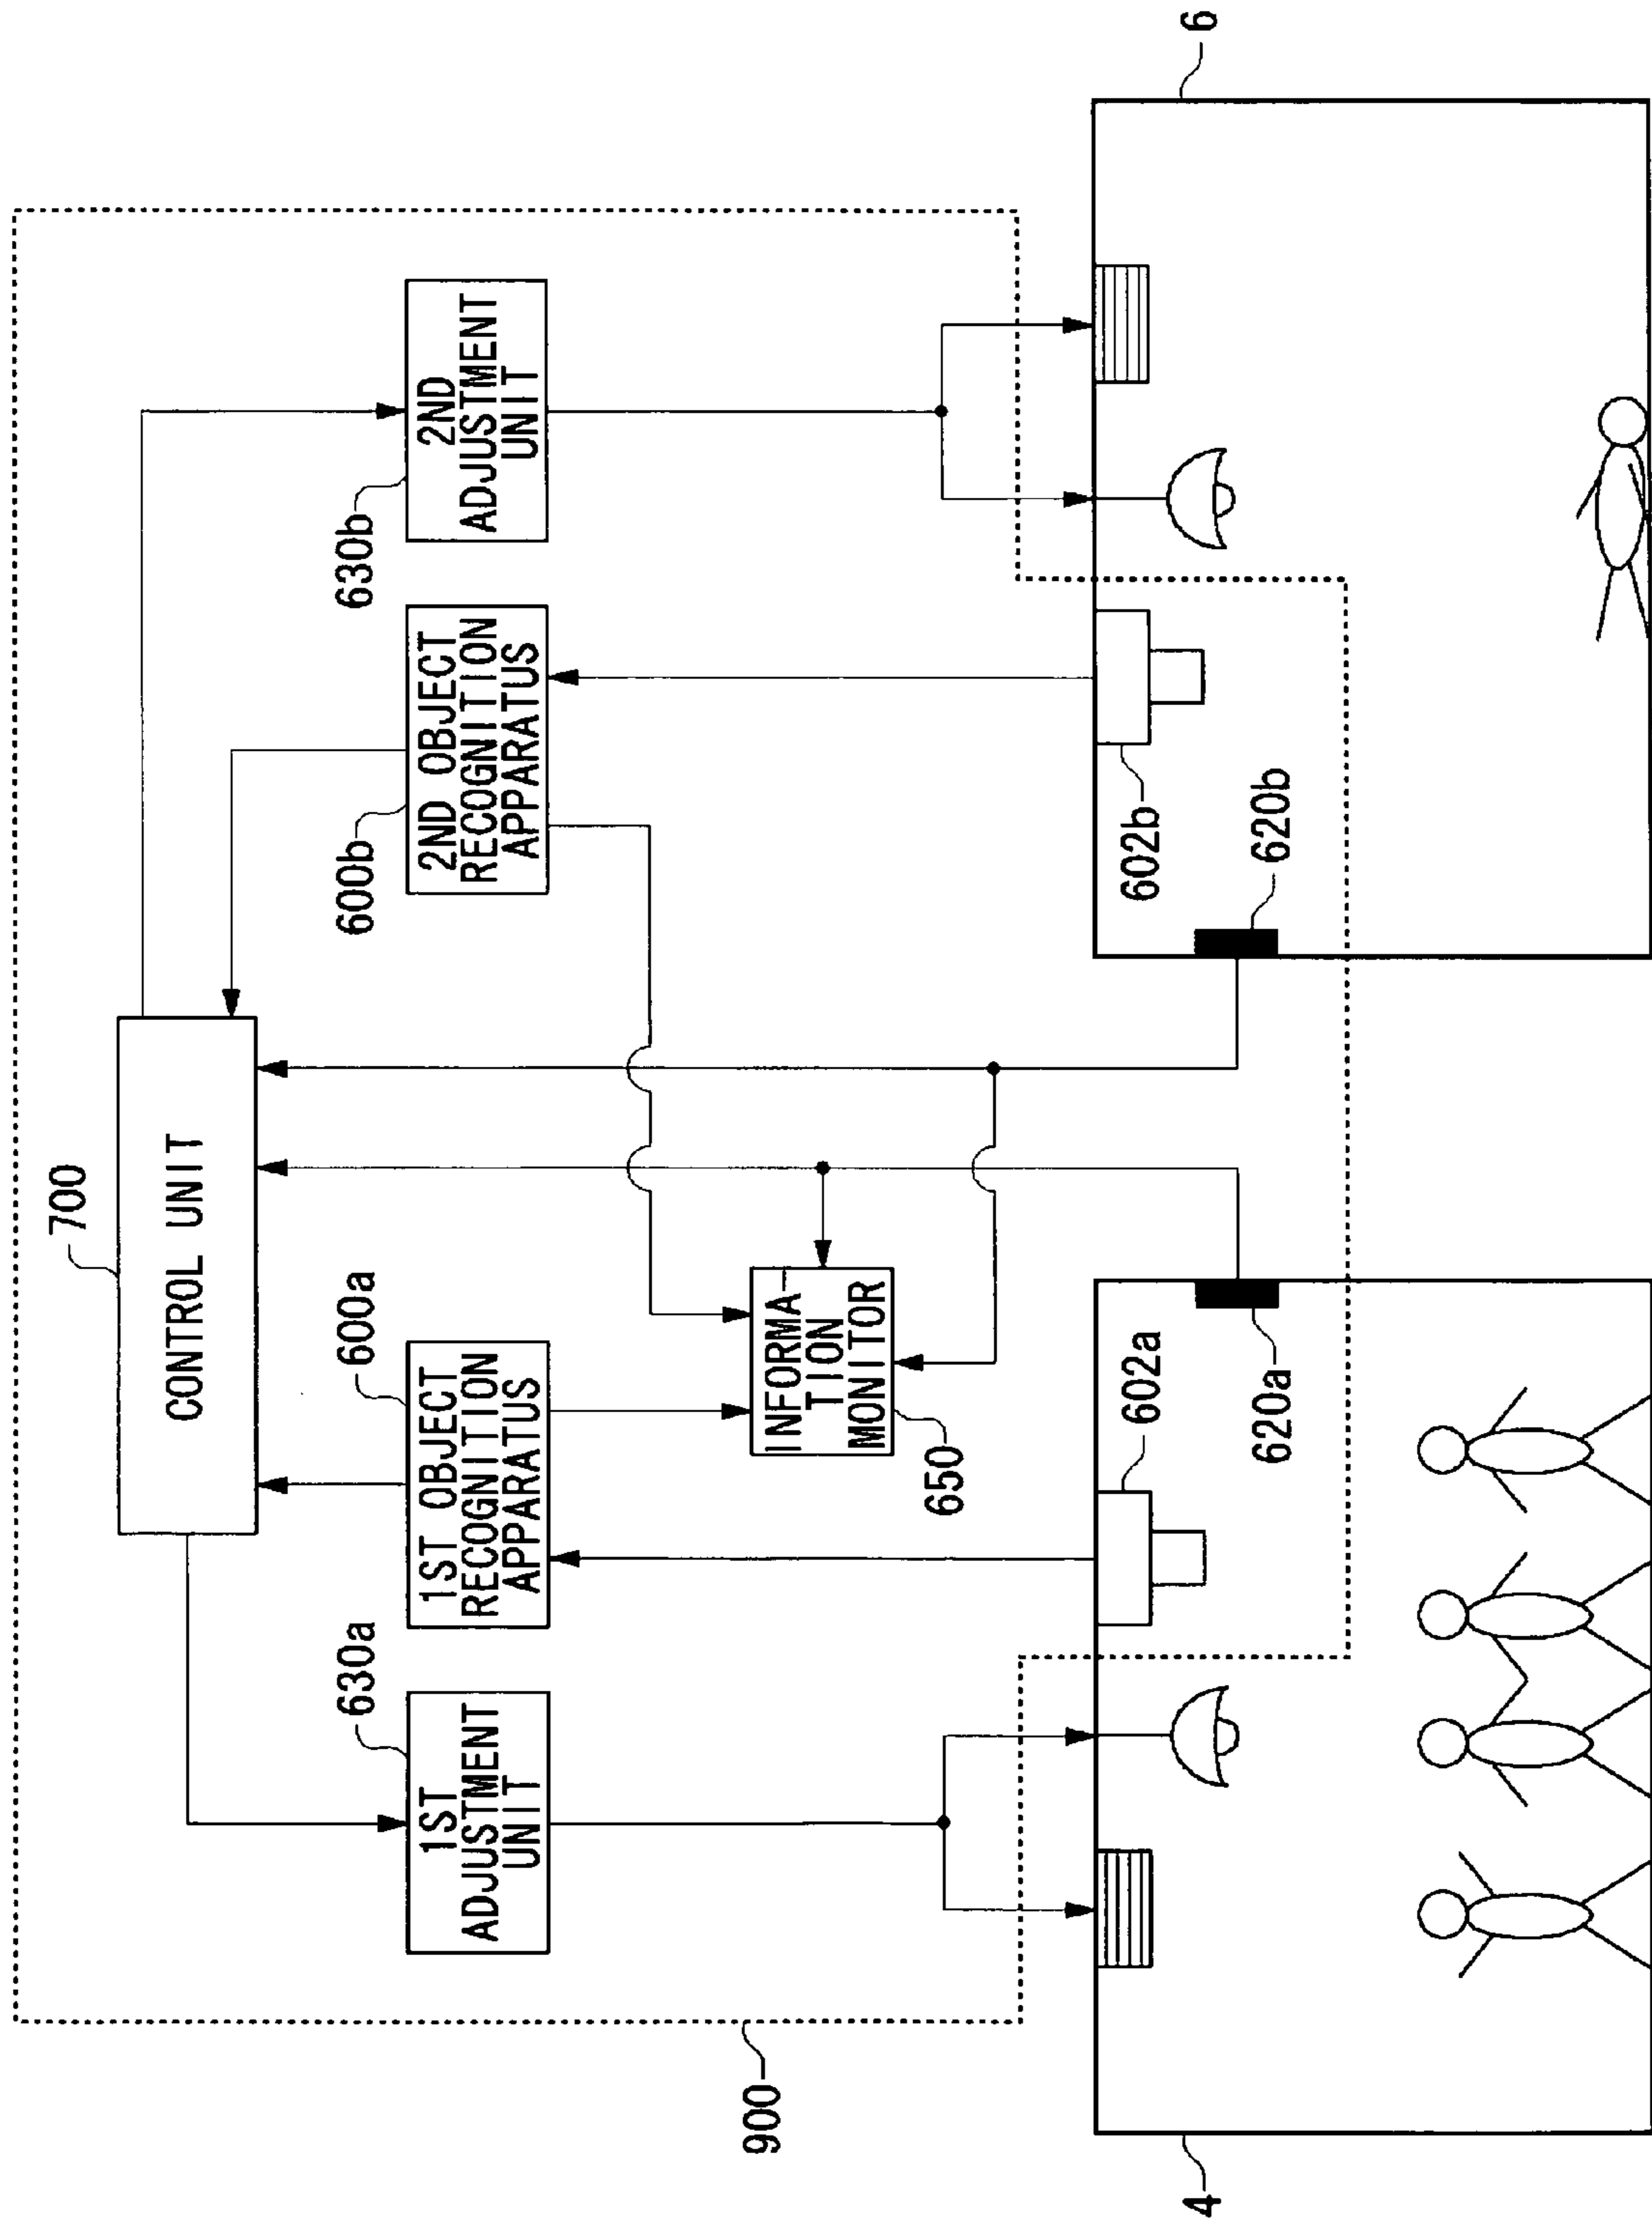 700
CONTROL UNIT
630a
1ST
ADJUSTMENT
UNIT
600a
1ST OBJECT
RECOGNITION
APPARATUS
600b
2ND OBJECT
RECOGNITION
APPARATUS
630b
2ND
ADJUSTMENT
UNIT
INFORMA-
TION
MONITOR
650
900
4
602a
620a
602b
620b
6